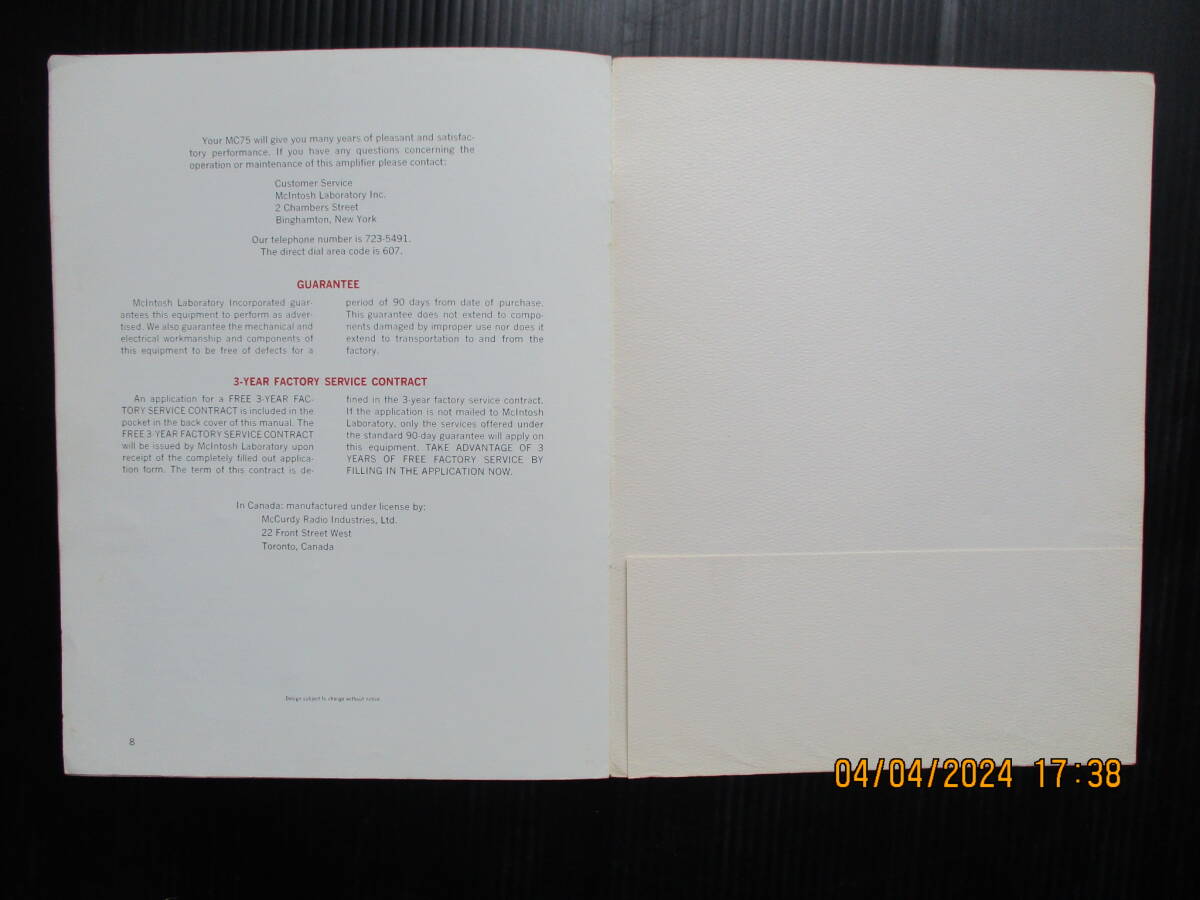 Your MC75 will give you many years of pleasant and satisfac-
tory performance. If you have any questions concerning the
operation or maintenance of this amplifier please contact:
Customer Service
McIntosh Laboratory Inc.
2 Chambers Street
Binghamton, New York
Our telephone number is 723-5491.
The direct dial area code is 607.
GUARANTEE
McIntosh Laboratory Incorporated guar-
antees this equipment to perform as adver-
tised. We also guarantee the mechanical and
electrical workmanship and components of
this equipment to be free of defects for a
period of 90 days from date of purchase.
This guarantee does not extend to compo-
nents damaged by improper use nor does it
extend to transportation to and from the
factory.
3-YEAR FACTORY SERVICE CONTRACT
An application for a FREE 3-YEAR FAC-
TORY SERVICE CONTRACT is included in the
pocket in the back cover of this manual. The
FREE 3 YEAR FACTORY SERVICE CONTRACT
will be issued by McIntosh Laboratory upon
receipt of the completely filled out applica-
tion form. The term of this contract is de-
fined in the 3-year factory service contract.
If the application is not mailed to McIntosh
Laboratory, only the services offered under
the standard 90-day guarantee will apply on
this equipment. TAKE ADVANTAGE OF 3
YEARS OF FREE FACTORY SERVICE BY
FILLING IN THE APPLICATION NOW.
In Canada: manufactured under license by:
McCurdy Radio Industries, Ltd.
22 Front Street West
Toronto, Canada
Design subject to change without notice.
8
04/04/2024 17:38